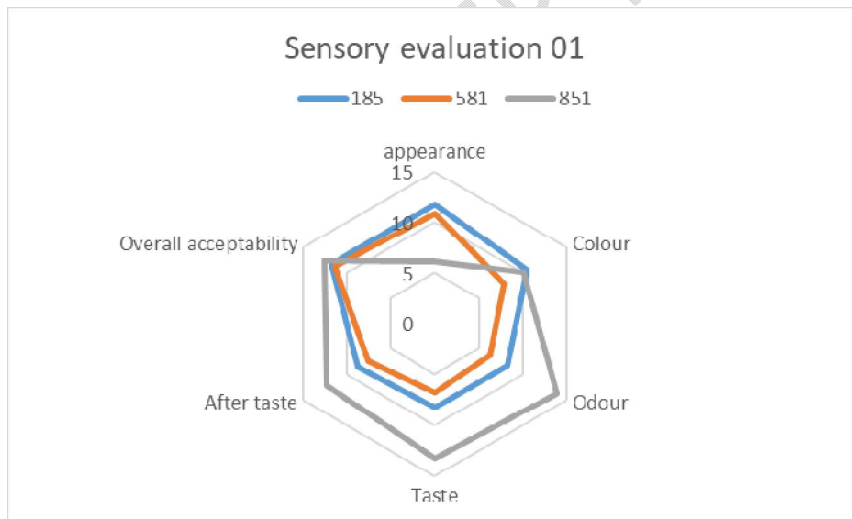 Sensory evaluation 01
185 581 851
appearance
15
10
5
0
Overall acceptability
Colour
After taste
Odour
Taste